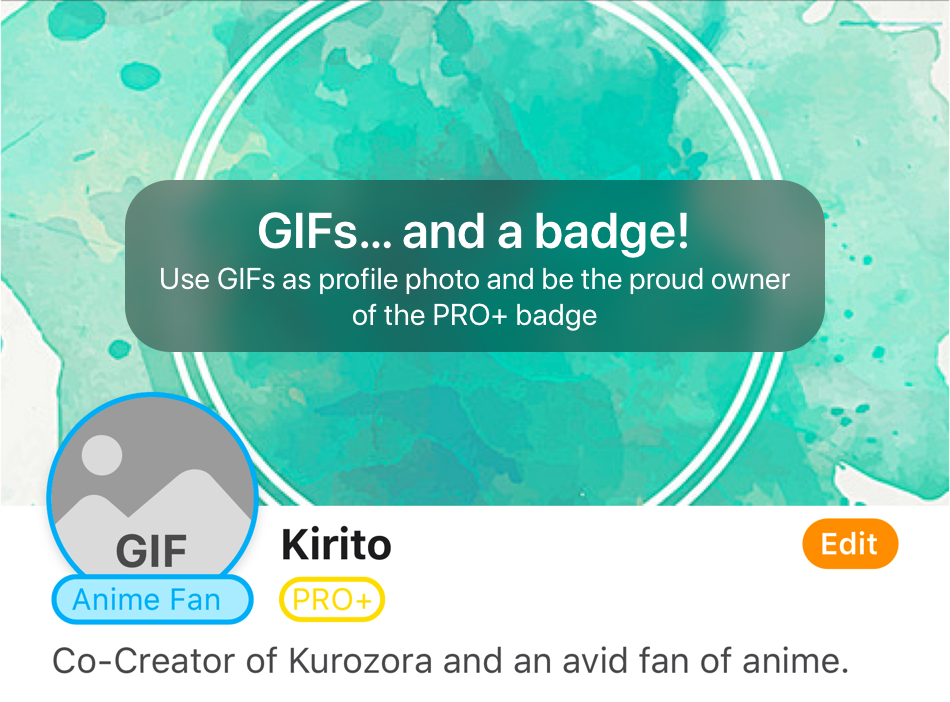 GIFs... and a badge!
Use GIFs as profile photo and be the proud owner
of the PRO+ badge
GIF
Kirito
Edit
Anime Fan
PRO+
Co-Creator of Kurozora and an avid fan of anime.